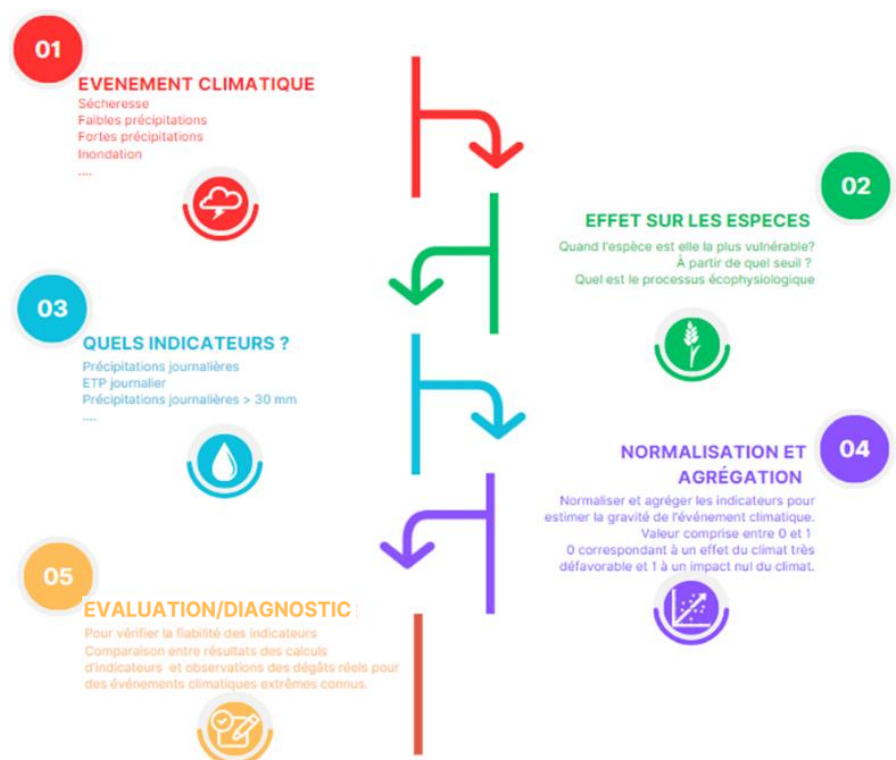 01
EVENEMENT CLIMATIQUE
Sécheresse
Faibles précipitations
Fortes précipitations
Inondation
....
02
EFFET SUR LES ESPECES
Quand l'espèce est elle la plus vulnérable?
À partir de quel seuil ?
Quel est le processus écophysiologique
03
QUELS INDICATEURS ?
Précipitations journalières
ETP journalier
Précipitations journalières > 30 mm
....
04
NORMALISATION ET
AGRÉGATION
Normaliser et agréger les indicateurs pour
estimer la gravité de l'événement climatique.
Valeur comprise entre 0 et 1
0 correspondant à un effet du climat très
défavorable et 1 à un impact nul du climat.
05
EVALUATION/DIAGNOSTIC
Pour vérifier la fiabilité des indicateurs
Comparaison entre résultats des calculs
d'indicateurs et observations des dégâts réels pour
des événements climatiques extrêmes connus.